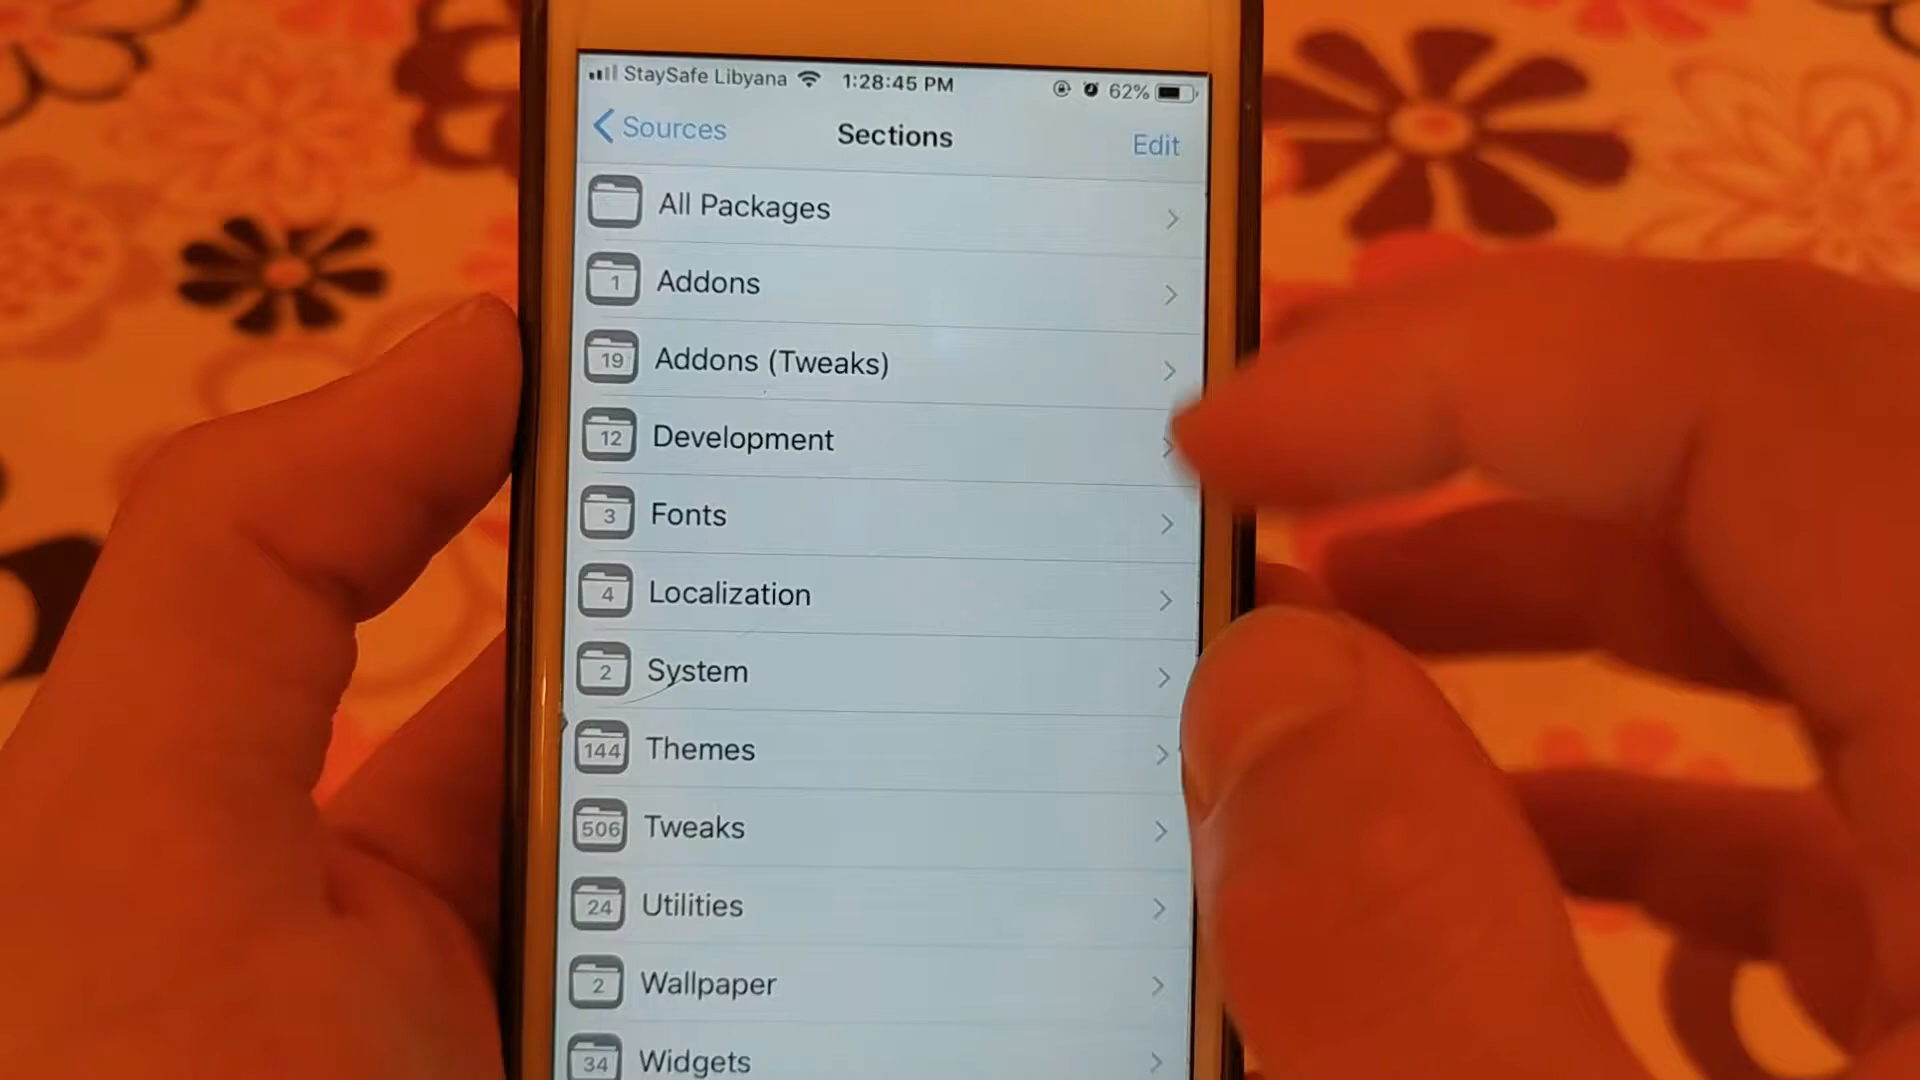 StaySafe Libyana 1:28:45 PM 62%
Sources Sections Edit
All Packages
1 Addons
19 Addons (Tweaks)
12 Development
3 Fonts
4 Localization
2 System
144 Themes
506 Tweaks
24 Utilities
2 Wallpaper
34 Widgets